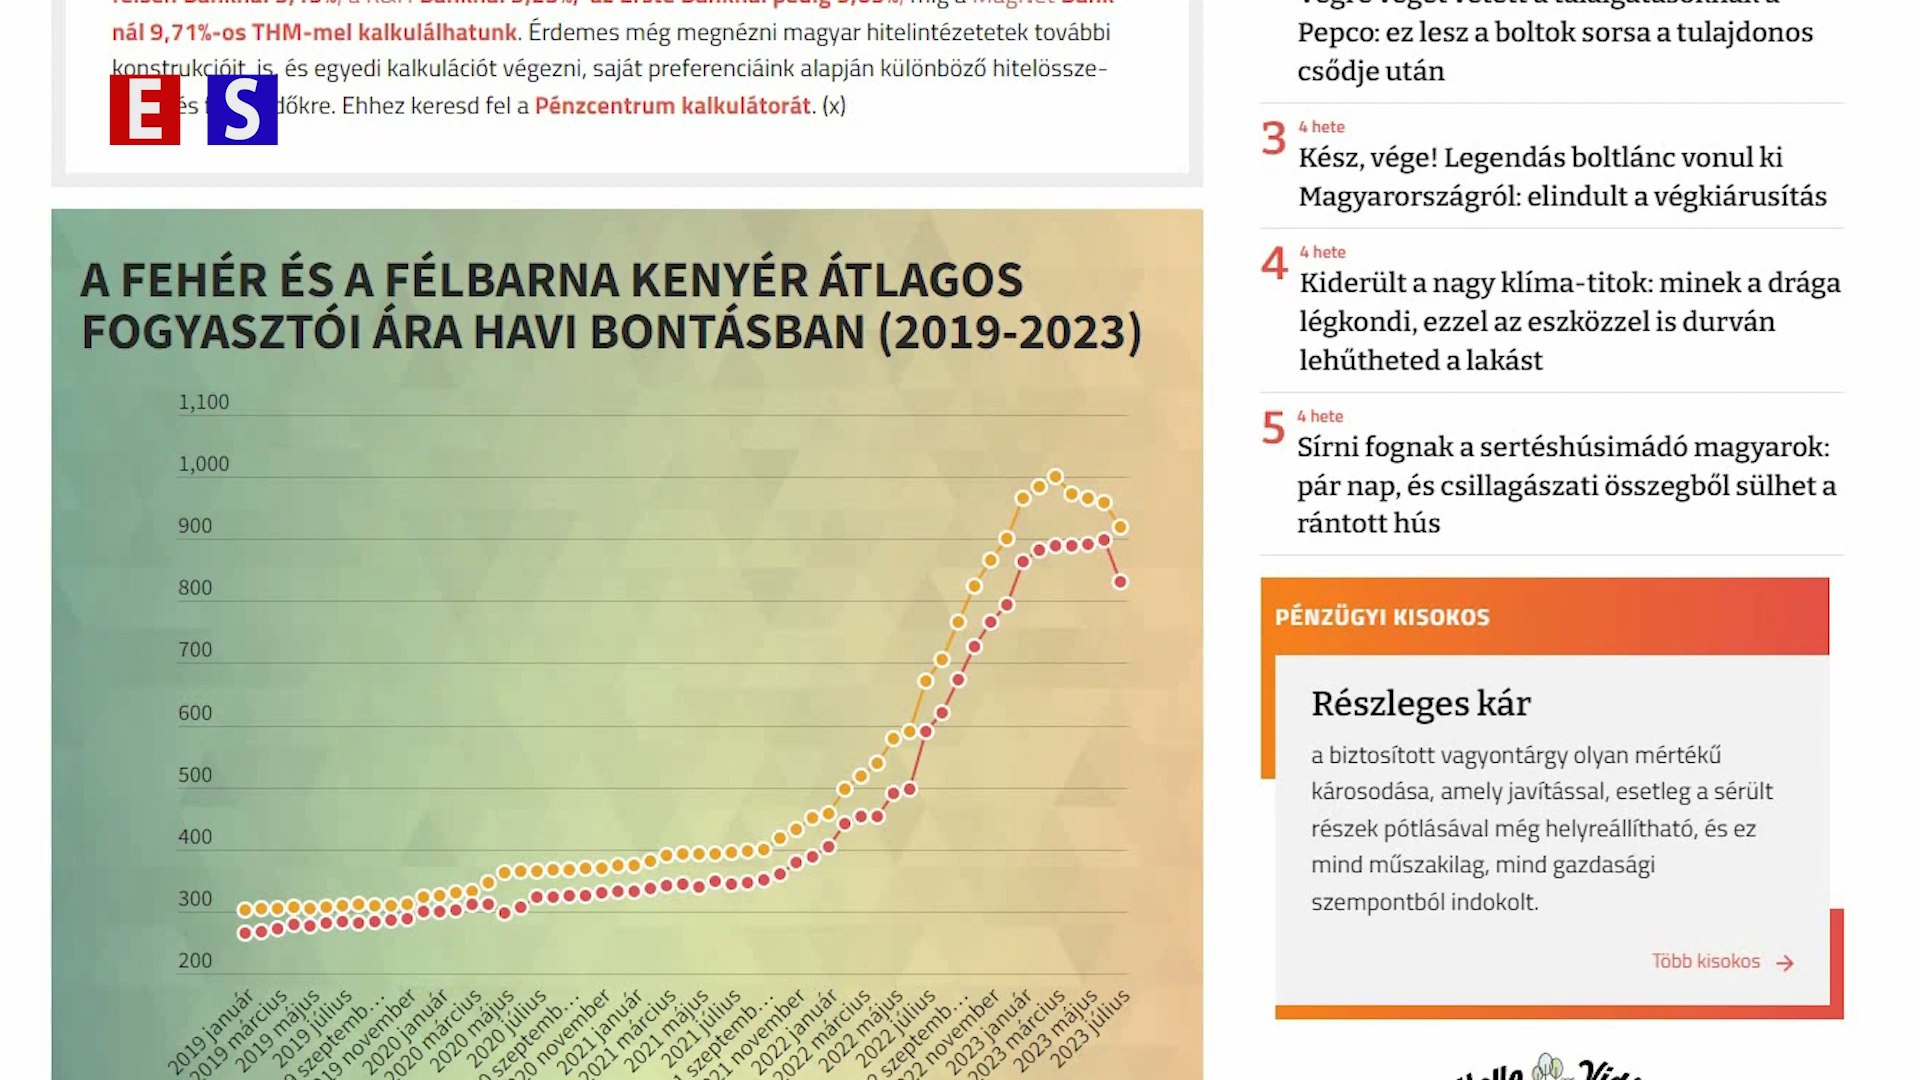 nál 9,71%-os THM-mel kalkulálhatunk. Érdemes még megnézni magyar hitelintézetetek további
konstrukcióit is, és egyedi kalkulációt végezni, saját preferenciáink alapján különböző hitelössze-
és dőkre. Ehhez keresd fel a Pénzcentrum kalkulátorát. (x)
E S
A FEHÉR ÉS A FÉLBARNA KENYÉR ÁTLAGOS
FOGYASZTÓI ÁRA HAVI BONTÁSBAN (2019-2023)
1,100
1,000
900
800
700
600
500
400
300
200
2019 január
2019 március
2019 május
2019 július
szeptemb...
november
2020 január
2020 március
2020 május
2020 július
szeptemb...
november
2021 január
2021 március
2021 május
2021 július
szeptemb...
november
2022 január
2022 március
2022 május
2022 július
szeptemb...
november
2023 január
2023 március
2023 május
2023 július
Pepco: ez lesz a boltok sorsa a tulajdonos
csődje után
3
4 hete
Kész, vége! Legendás boltlánc vonul ki
Magyarországról: elindult a végkiárusítás
4
4 hete
Kiderült a nagy klíma-titok: minek a drága
légkondi, ezzel az eszközzel is durván
lehűtheted a lakást
5
4 hete
Sírni fognak a sertéshúsimádó magyarok:
pár nap, és csillagászati összegből sülhet a
rántott hús
PÉNZÜGYI KISOKOS
Részleges kár
a biztosított vagyontárgy olyan mértékű
károsodása, amely javítással, esetleg a sérült
részek pótlásával még helyreállítható, és ez
mind műszakilag, mind gazdasági
szempontból indokolt.
Több kisokos →